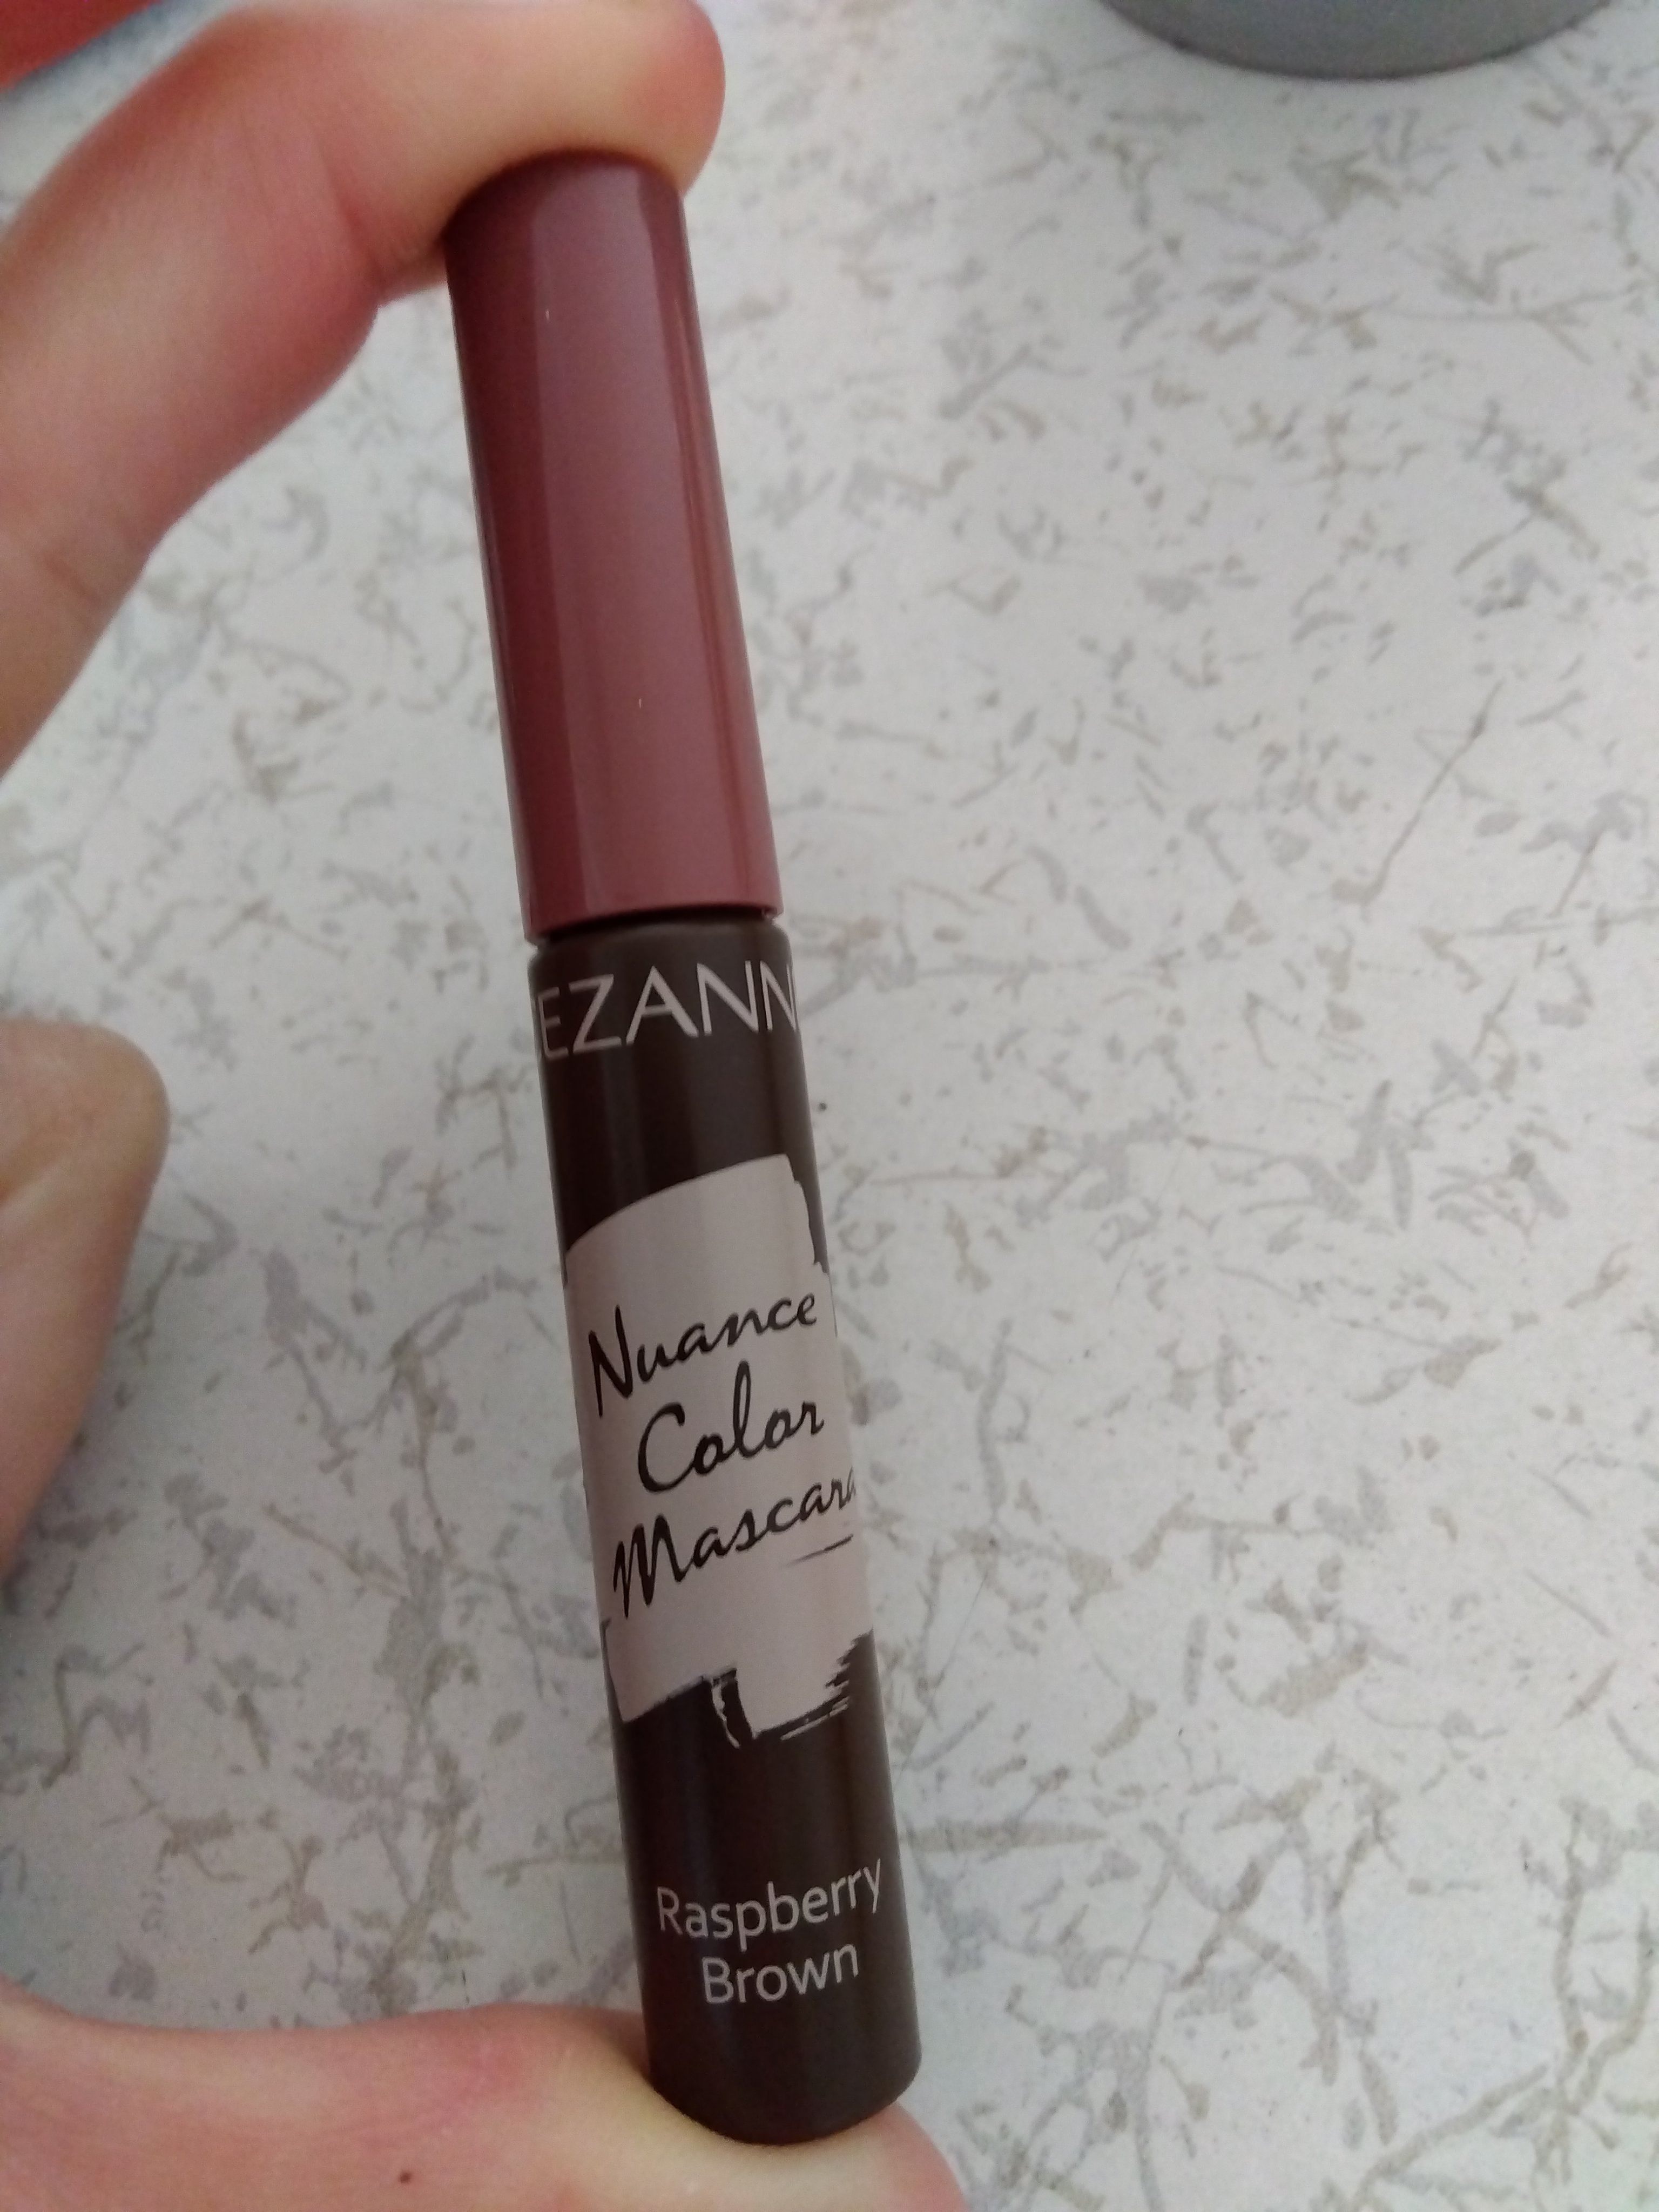 EZANN
Nuance
Color
Mascara
Raspberry
Brown